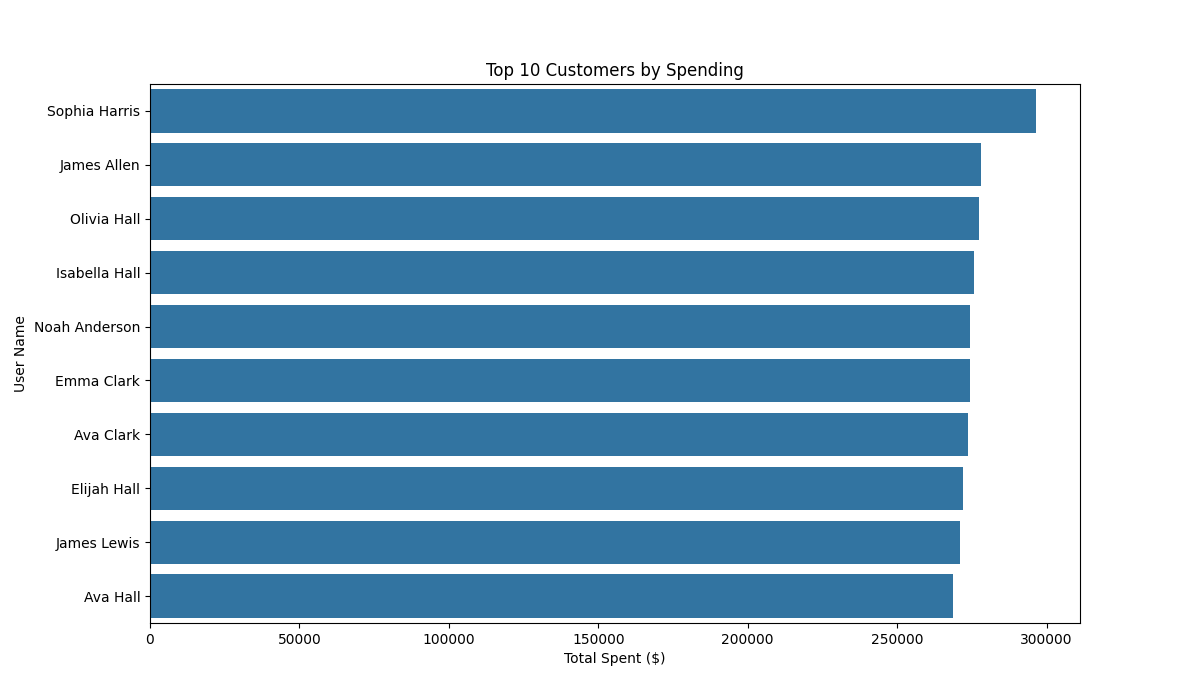 Top 10 Customers by Spending
Sophia Harris
James Allen
Olivia Hall
Isabella Hall
Noah Anderson
Emma Clark
Ava Clark
Elijah Hall
James Lewis
Ava Hall
User Name
0 50000 100000 150000 200000 250000 300000
Total Spent ($)